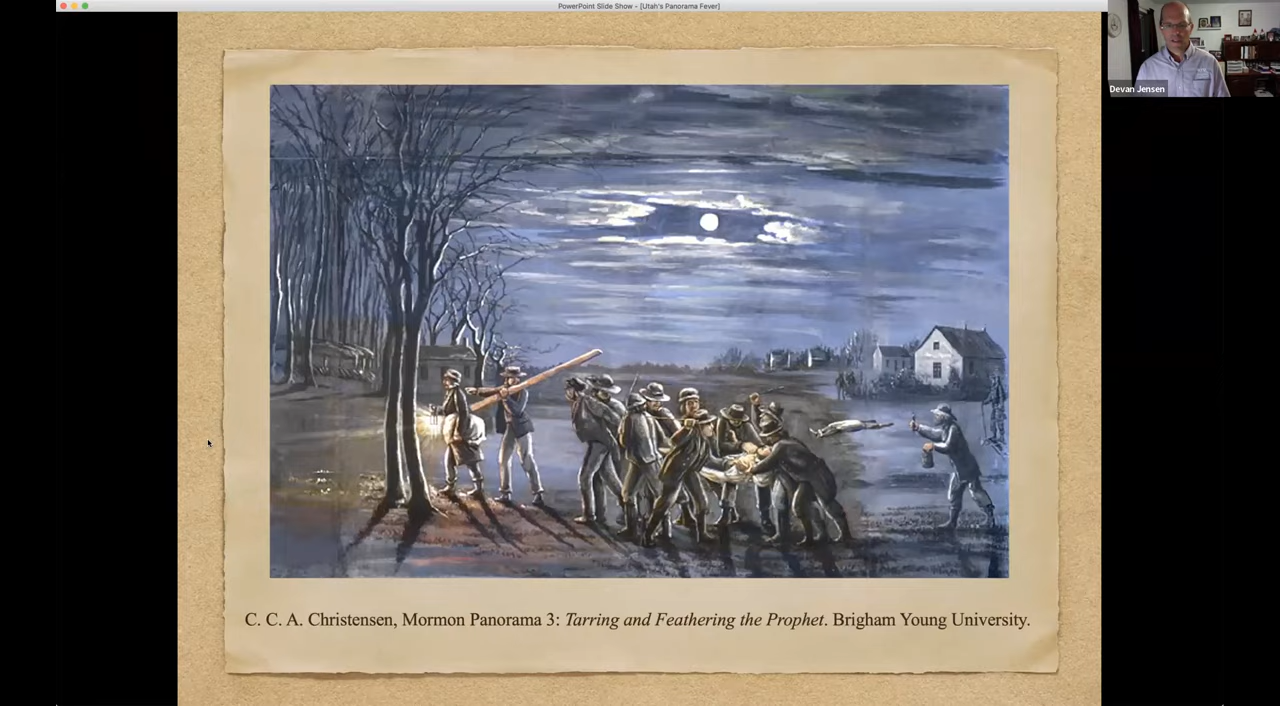 PowerPoint Slide Show - [Utah's Panorama Fever]
Devan Jensen
C. C. A. Christensen, Mormon Panorama 3: Tarring and Feathering the Prophet. Brigham Young University.